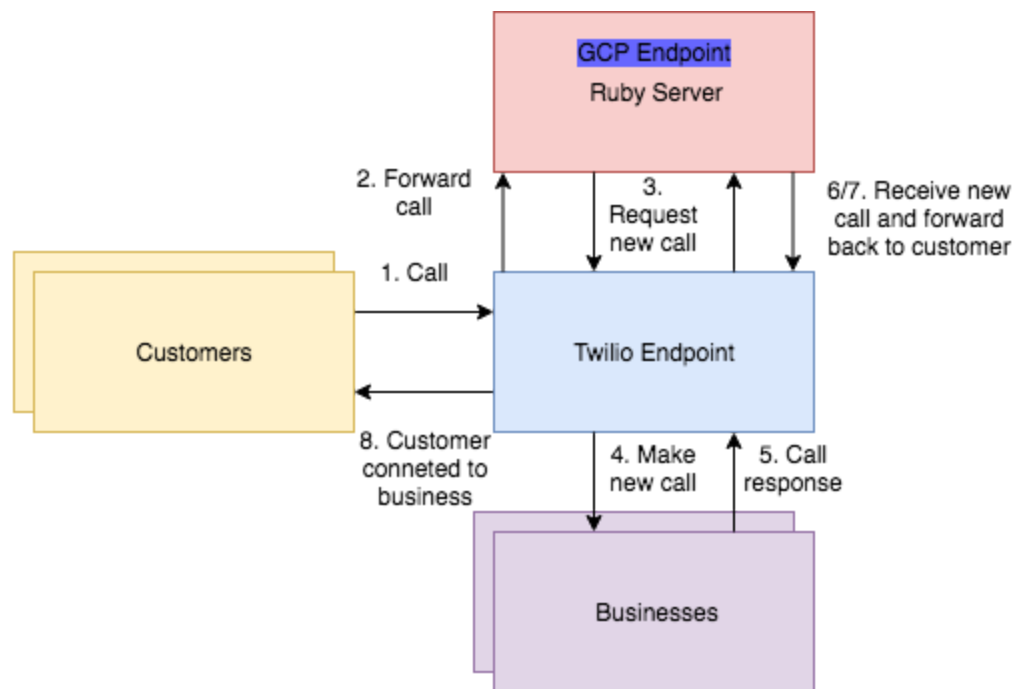 GCP Endpoint
Ruby Server
2. Forward
call
3.
Request
new call
6/7. Receive new
call and forward
back to customer
1. Call
Customers
Twilio Endpoint
8. Customer
conneted to
business
4. Make
new call
5. Call
response
Businesses